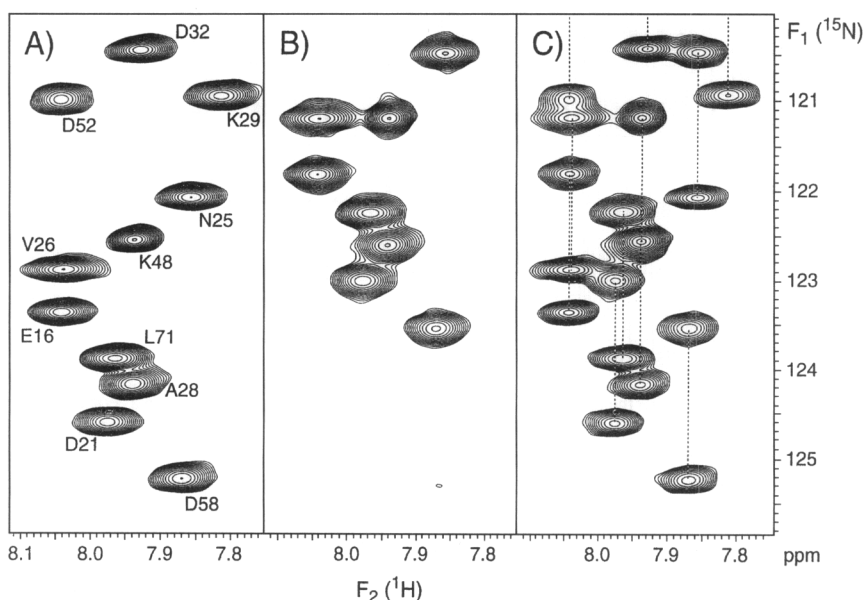 A)
D32
D52
K29
N25
V26
K48
E16
L71
A28
D21
D58
B)
C)
F1 (15N)
121
122
123
124
125
8.1 8.0 7.9 7.8
8.0 7.9 7.8
8.0 7.9 7.8 ppm
F2 (1H)